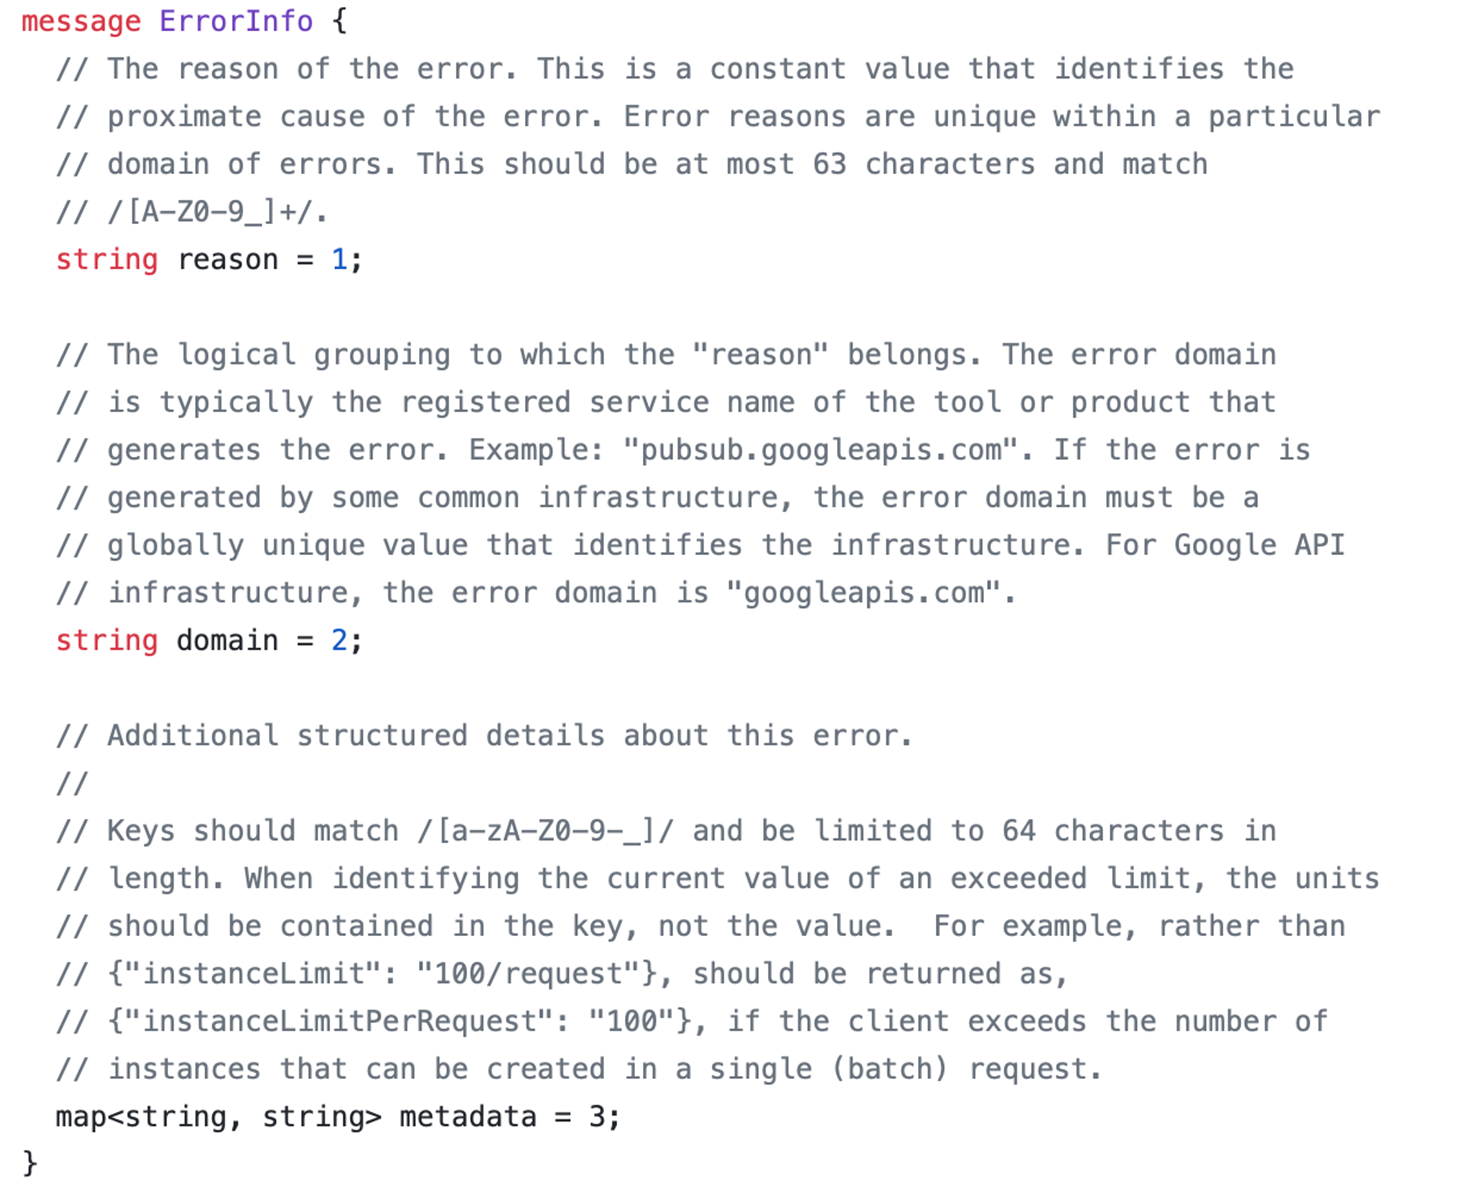 message ErrorInfo {
  // The reason of the error. This is a constant value that identifies the
  // proximate cause of the error. Error reasons are unique within a particular
  // domain of errors. This should be at most 63 characters and match
  // /[A-Z0-9_]+/.
  string reason = 1;

  // The logical grouping to which the "reason" belongs. The error domain
  // is typically the registered service name of the tool or product that
  // generates the error. Example: "pubsub.googleapis.com". If the error is
  // generated by some common infrastructure, the error domain must be a
  // globally unique value that identifies the infrastructure. For Google API
  // infrastructure, the error domain is "googleapis.com".
  string domain = 2;

  // Additional structured details about this error.
  //
  // Keys should match /[a-zA-Z0-9-_]/ and be limited to 64 characters in
  // length. When identifying the current value of an exceeded limit, the units
  // should be contained in the key, not the value.  For example, rather than
  // {"instanceLimit": "100/request"}, should be returned as,
  // {"instanceLimitPerRequest": "100"}, if the client exceeds the number of
  // instances that can be created in a single (batch) request.
  map<string, string> metadata = 3;
}